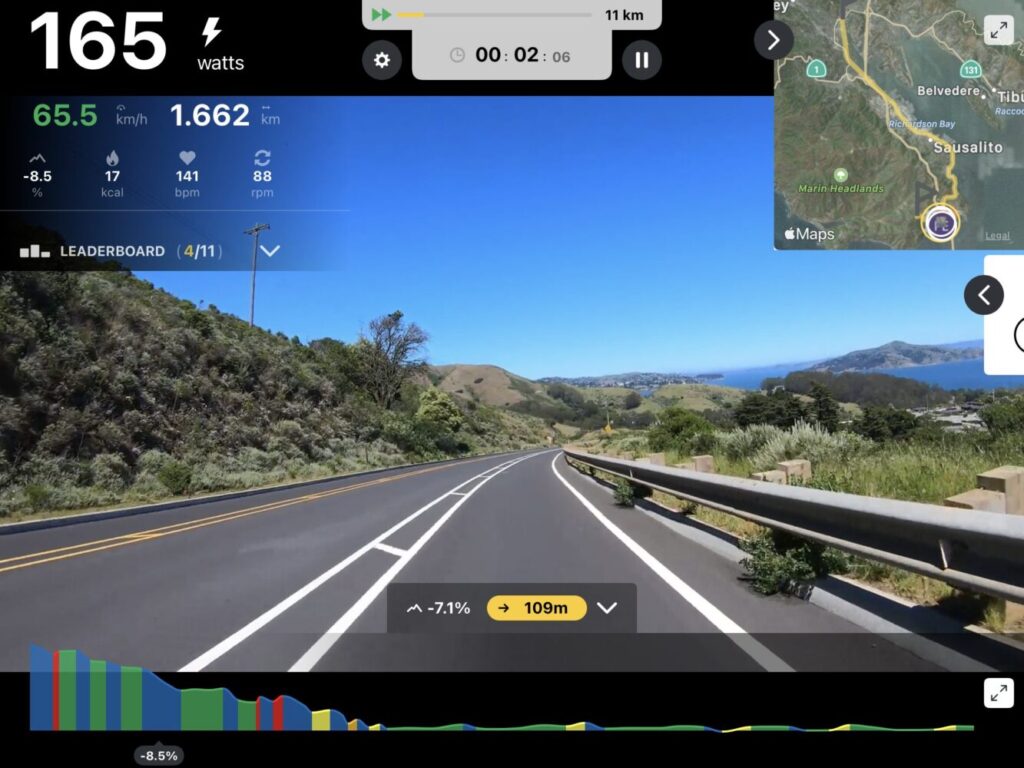 165
watts
11 km
00: 02: 06
65.5 km/h 1.662 km
-8.5 17 141 88
% kcal bpm rpm
LEADERBOARD (4/11)
ey
1
131
Belvedere
Richardson Bay
Sausalito
Marin Headlands
Maps
Legal
-7.1% → 109m
-8.5%